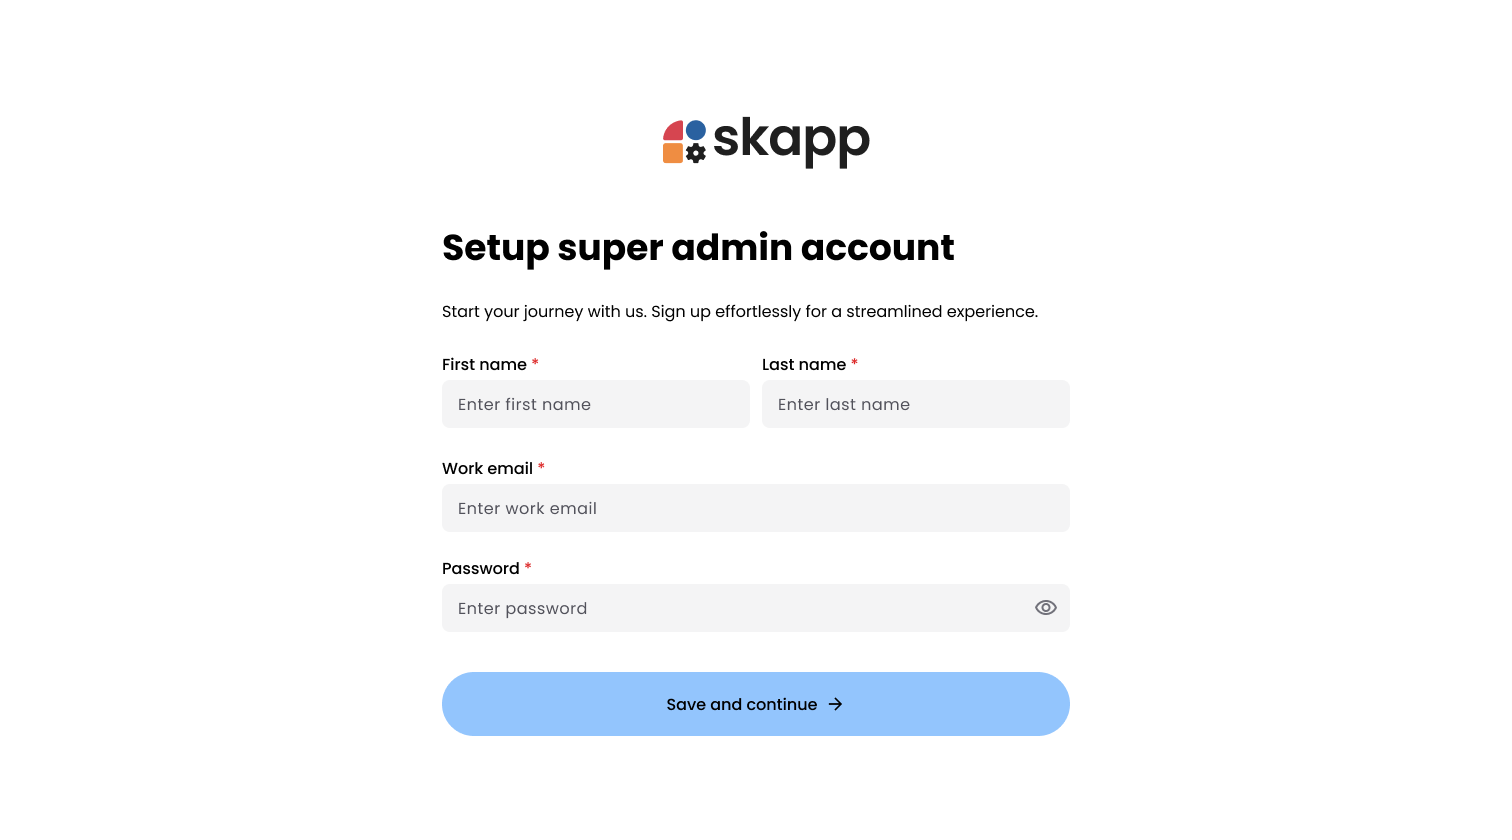 skapp
Setup super admin account
Start your journey with us. Sign up effortlessly for a streamlined experience.
First name *
Last name *
Enter first name
Enter last name
Work email *
Enter work email
Password *
Enter password
Save and continue →